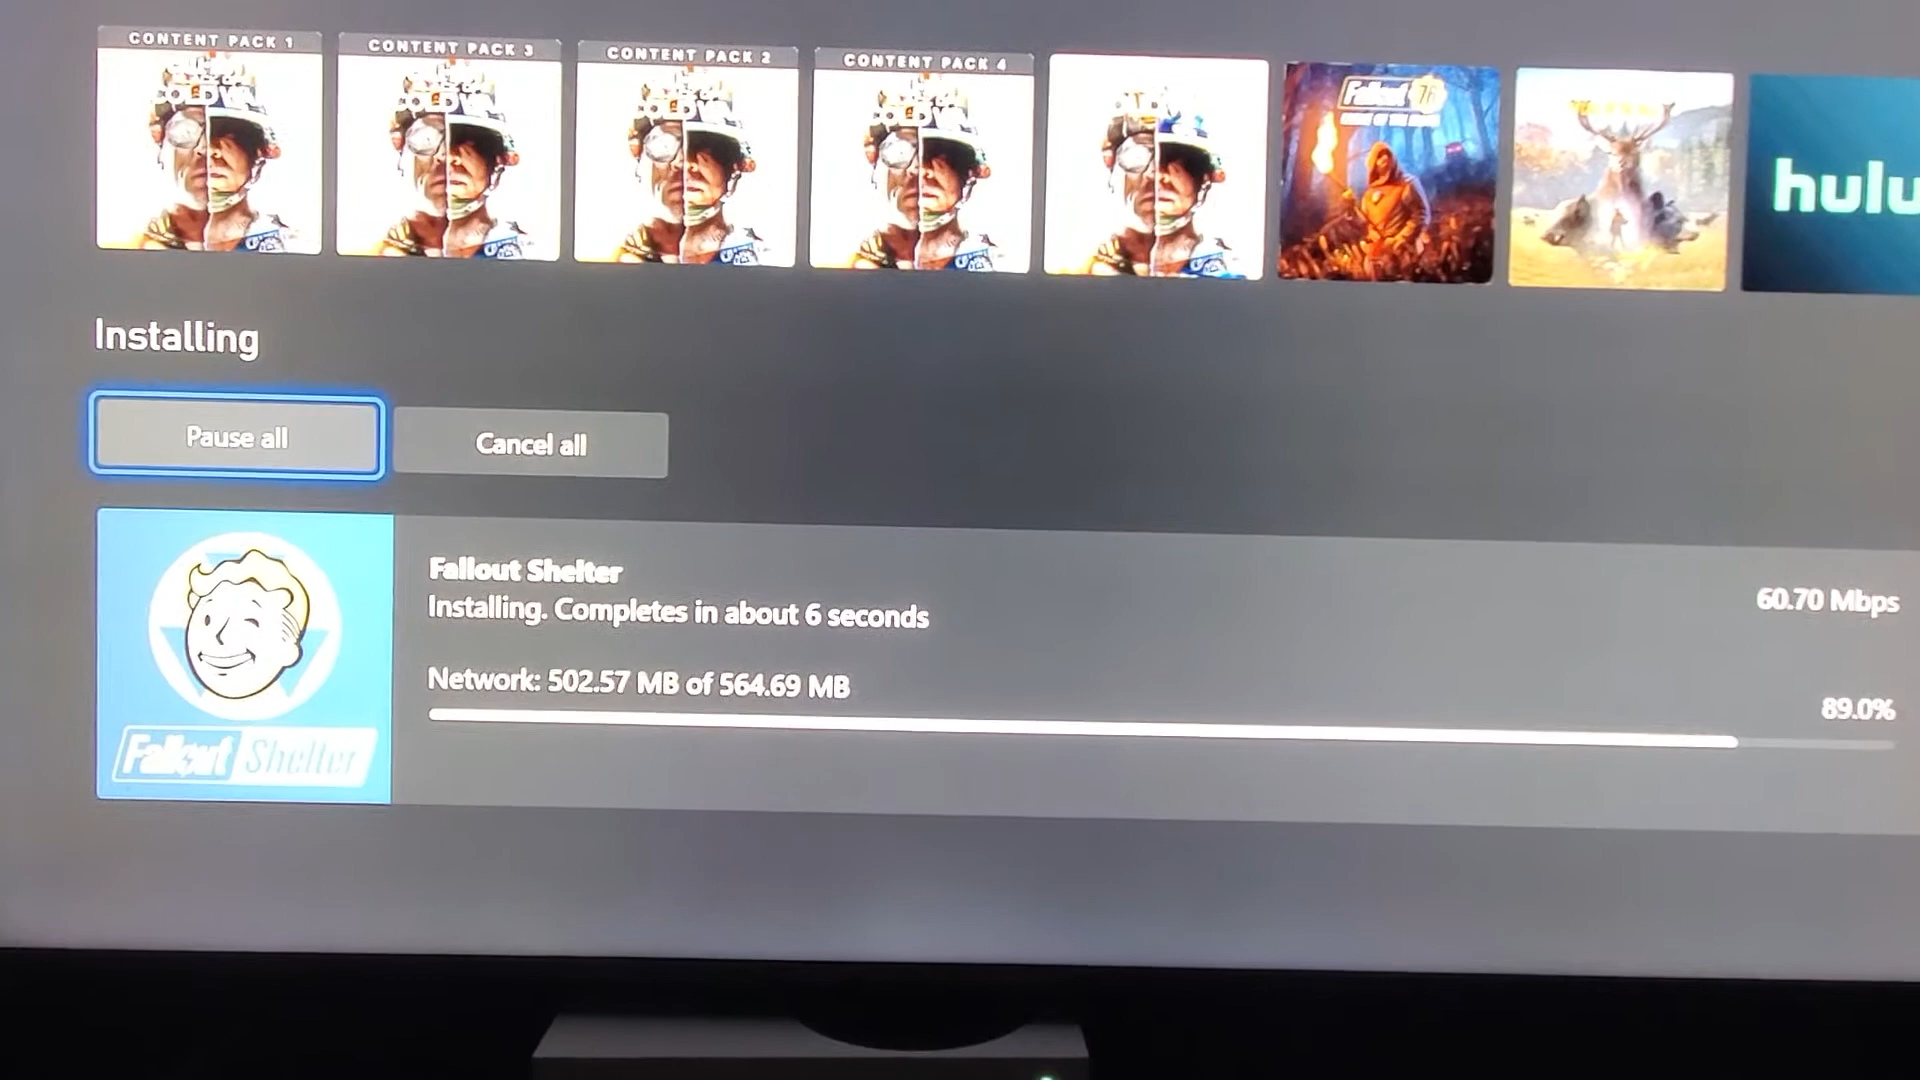 CONTENT PACK 1
CONTENT PACK 3
CONTENT PACK 2
CONTENT PACK 4
Fallout 76
hulu
Installing
Pause all
Cancel all
Fallout Shelter
Installing. Completes in about 6 seconds
60.70 Mbps
Network: 502.57 MB of 564.69 MB
89.0%
Fallout Shelter